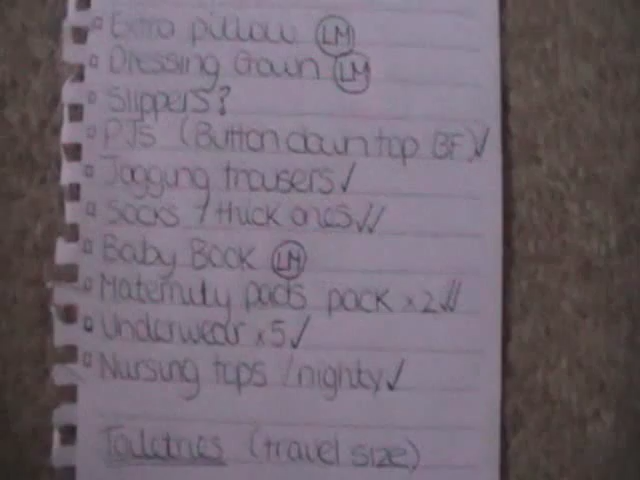 Extra pillow LM
Dressing Gown LM
Slippers?
PJs (Button down top BF) ✓
Jogging trousers ✓
Socks / thick ones ✓✓
Baby Book LM
Maternity pads pack x2 ✓✓
Underwear x5 ✓
Nursing tops / nighty ✓
Toiletries (travel size)